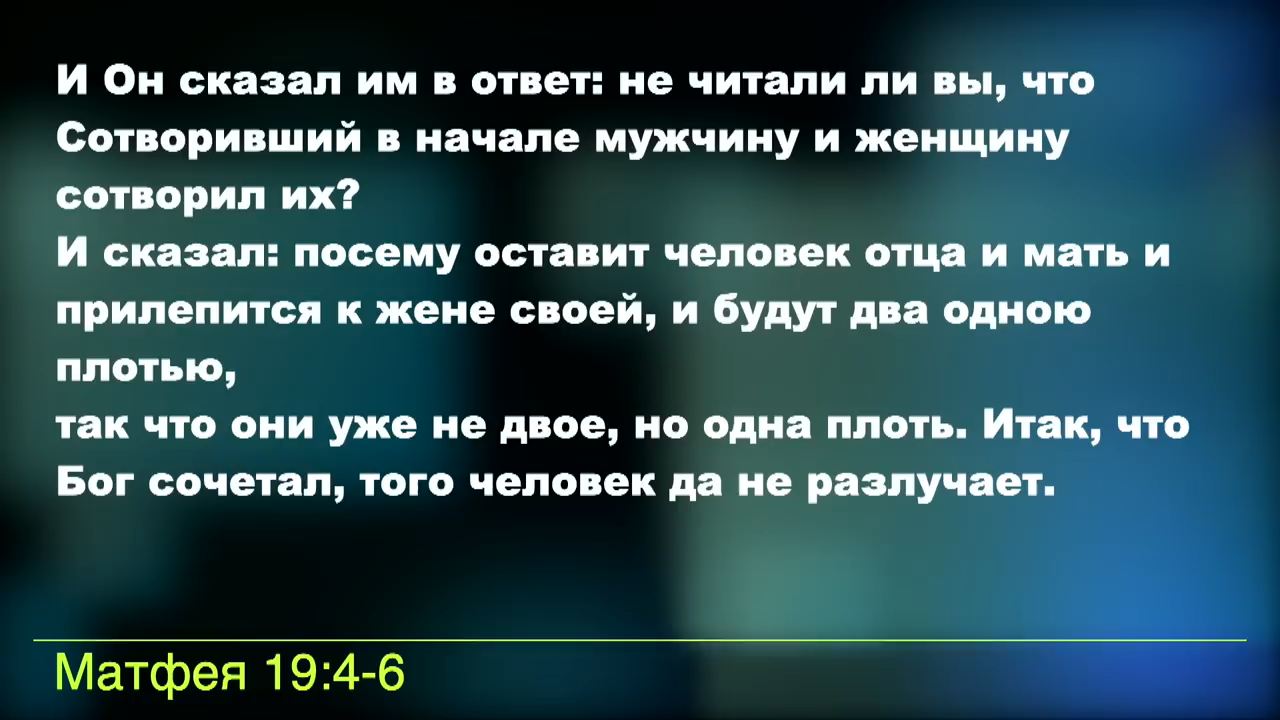 И Он сказал им в ответ: не читали ли вы, что
Сотворивший в начале мужчину и женщину
сотворил их?
И сказал: посему оставит человек отца и мать и
прилепится к жене своей, и будут два одною
плотью,
так что они уже не двое, но одна плоть. Итак, что
Бог сочетал, того человек да не разлучает.
Матфея 19:4-6